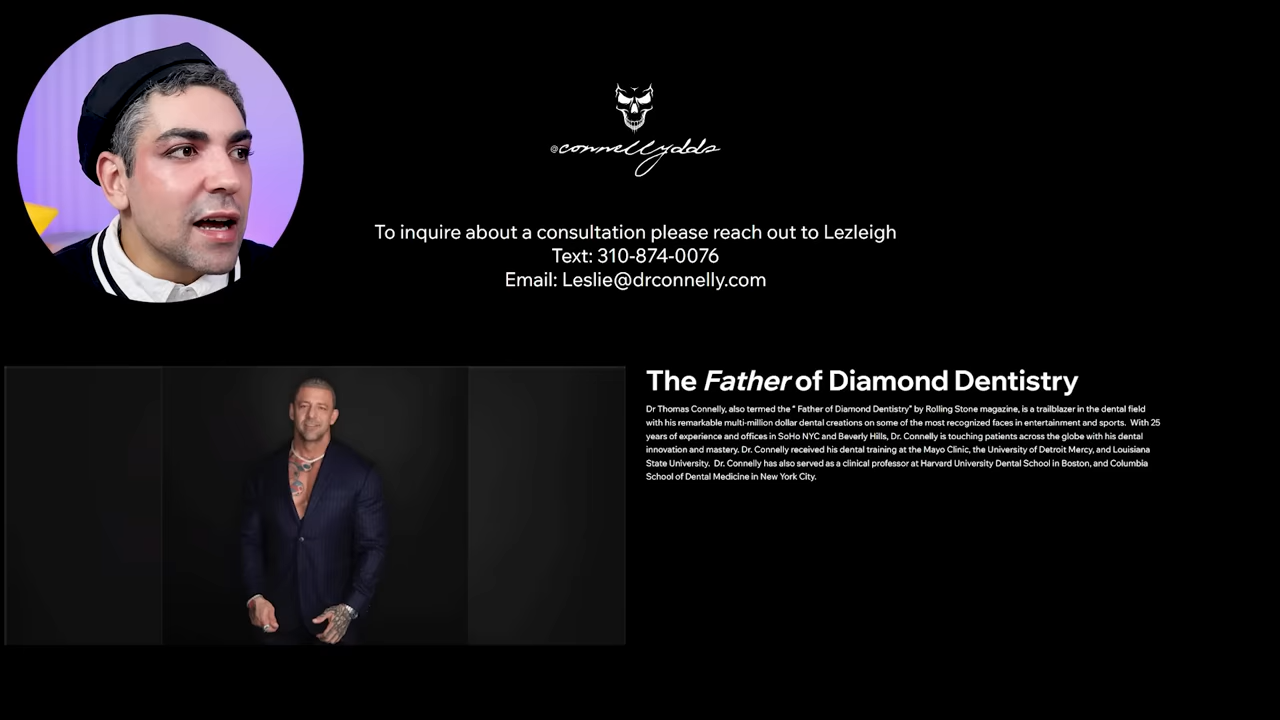 @connellydds
To inquire about a consultation please reach out to Lezleigh
Text: 310-874-0076
Email: Leslie@drconnelly.com
The Father of Diamond Dentistry
Dr Thomas Connelly, also termed the “ Father of Diamond Dentistry” by Rolling Stone magazine, is a trailblazer in the dental field
with his remarkable multi-million dollar dental creations on some of the most recognized faces in entertainment and sports. With 25
years of experience and offices in SoHo NYC and Beverly Hills, Dr. Connelly is touching patients across the globe with his dental
innovation and mastery. Dr. Connelly received his dental training at the Mayo Clinic, the University of Detroit Mercy, and Louisiana
State University. Dr. Connelly has also served as a clinical professor at Harvard University Dental School in Boston, and Columbia
School of Dental Medicine in New York City.